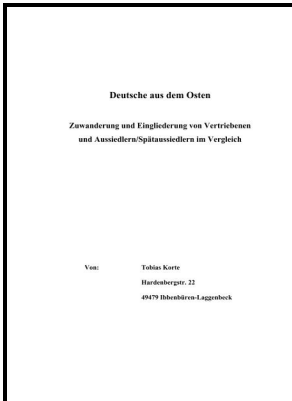 Deutsche aus dem Osten
Zuwanderung und Eingliederung von Vertriebenen
und Aussiedlern/Spätaussiedlern im Vergleich
Von: Tobias Korte
Hardenbergstr. 22
49479 Ibbenbüren-Laggenbeck